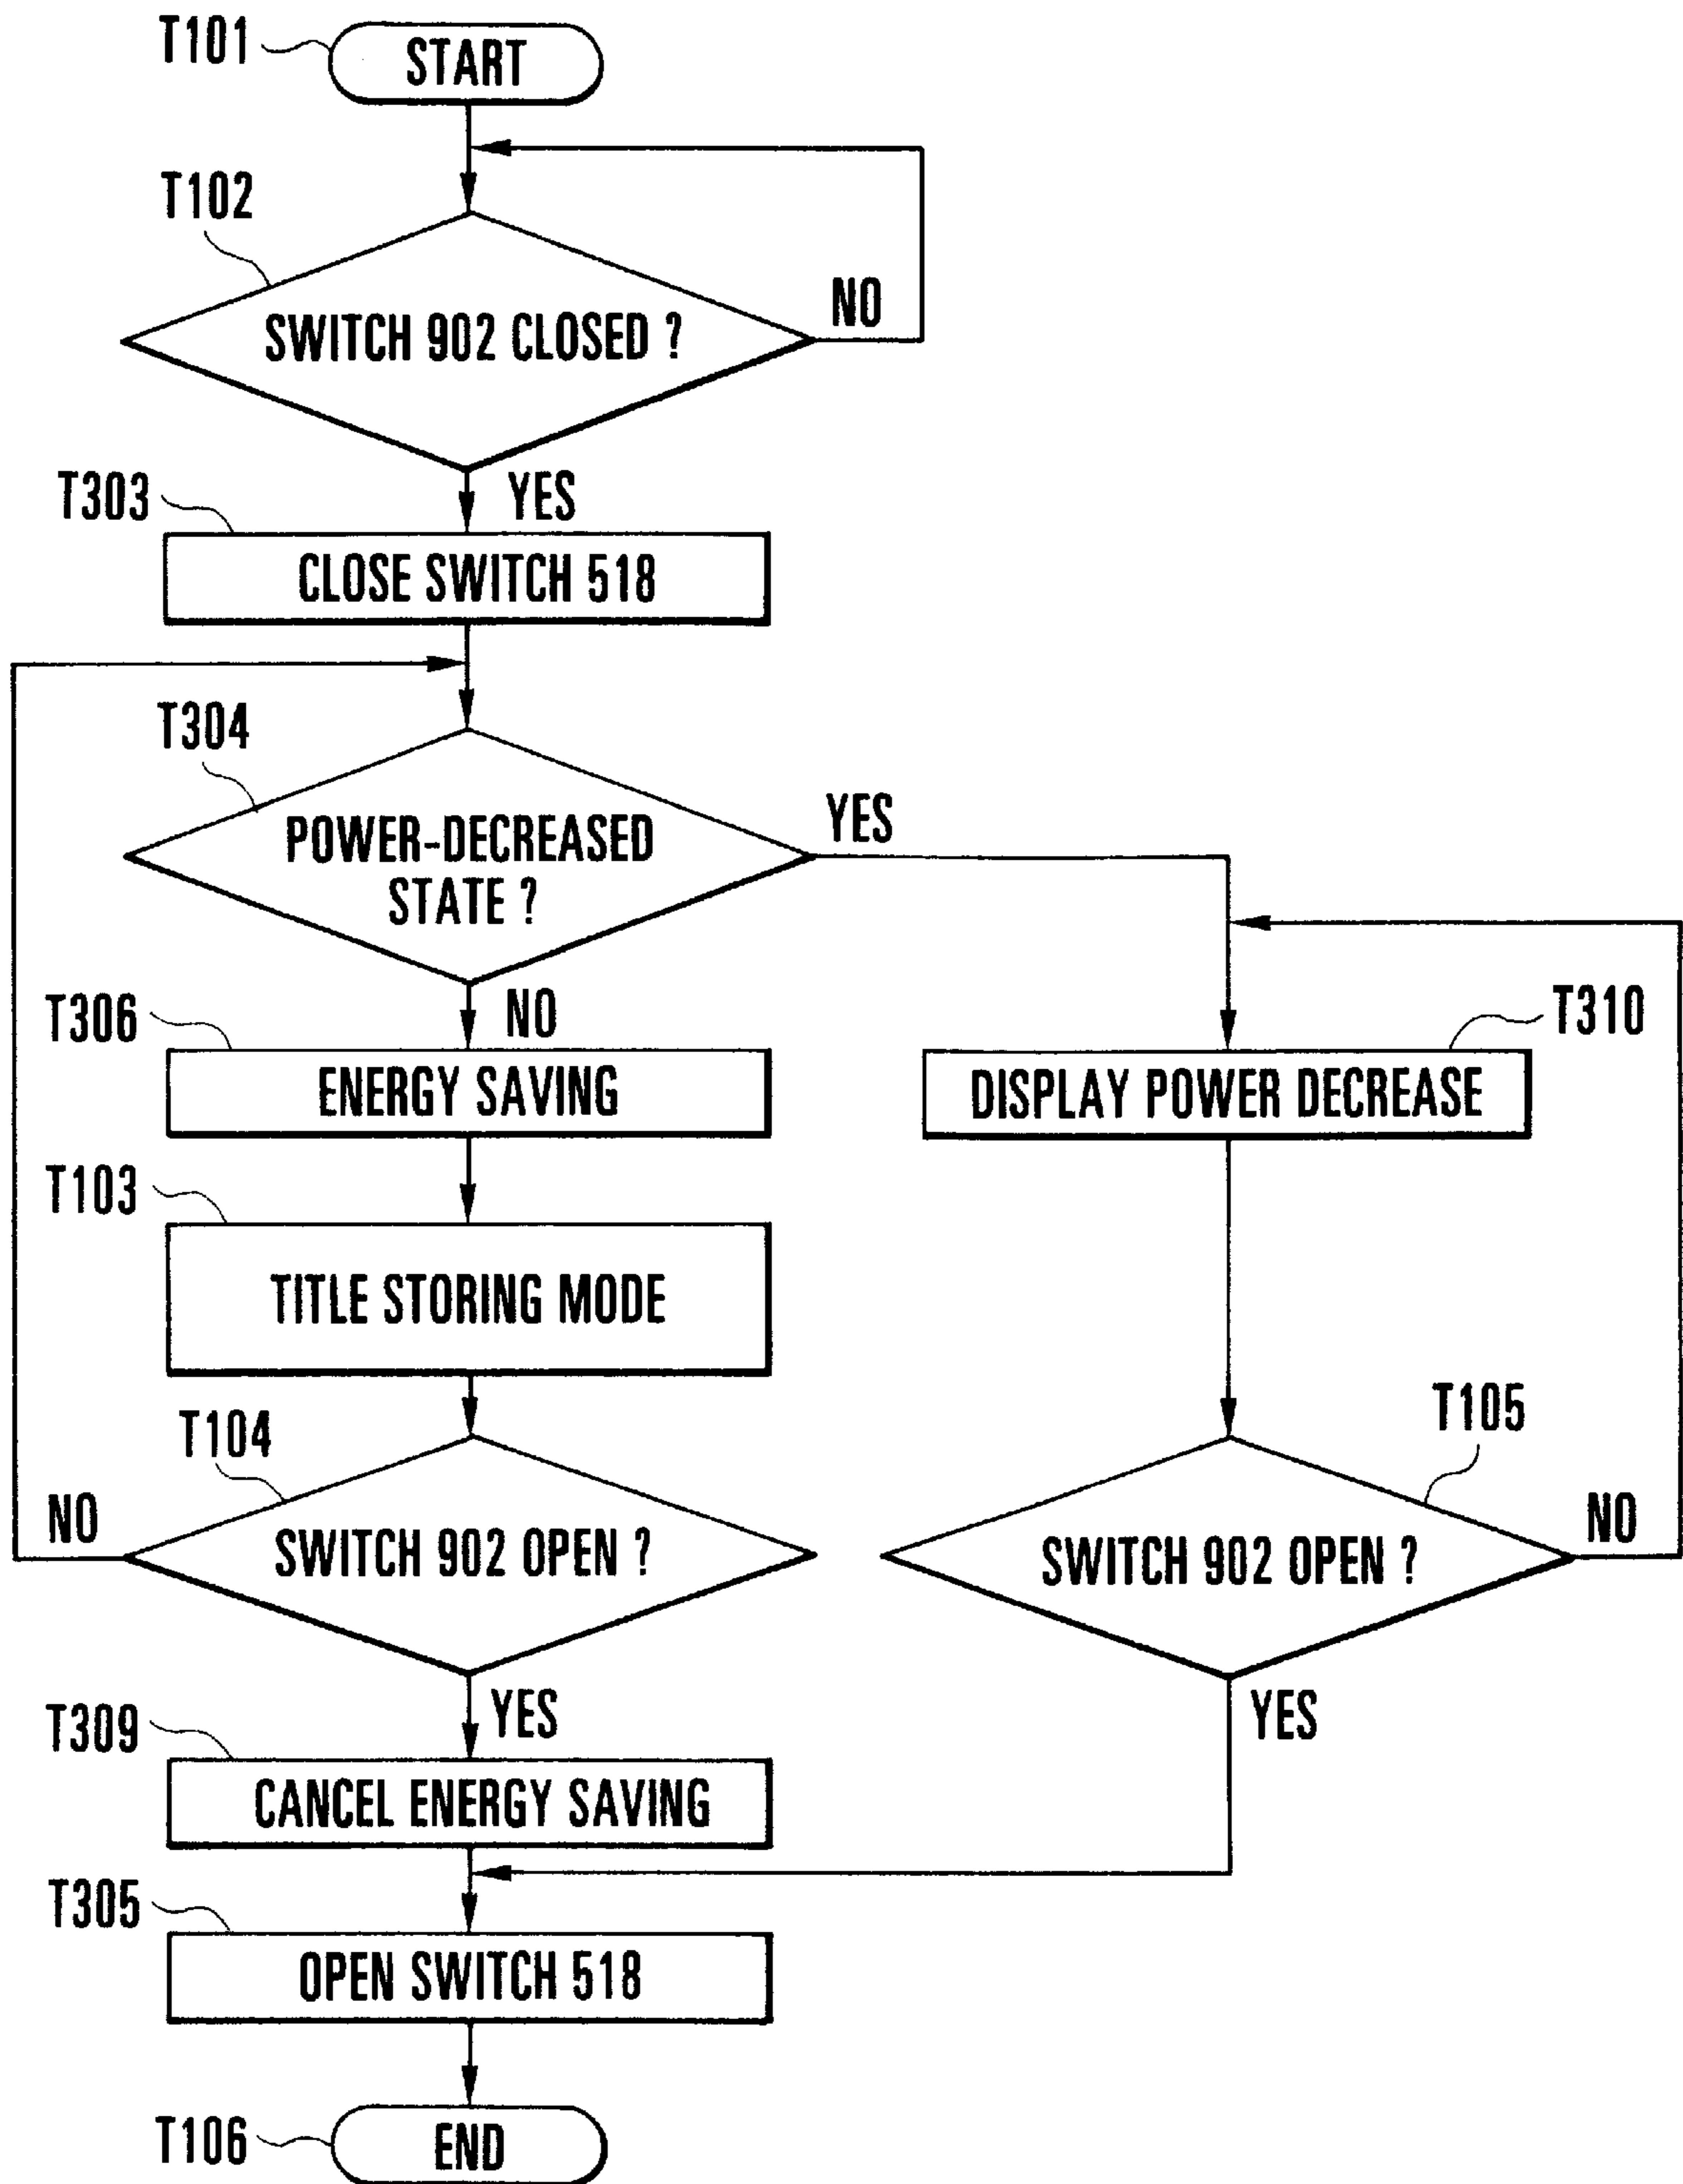 T101
START
T102
SWITCH 902 CLOSED ?
NO
YES
T303
CLOSE SWITCH 518
T304
POWER-DECREASED
STATE ?
YES
NO
T306
ENERGY SAVING
T310
DISPLAY POWER DECREASE
T103
TITLE STORING MODE
T104
SWITCH 902 OPEN ?
NO
T105
SWITCH 902 OPEN ?
NO
YES
YES
T309
CANCEL ENERGY SAVING
T305
OPEN SWITCH 518
T106
END